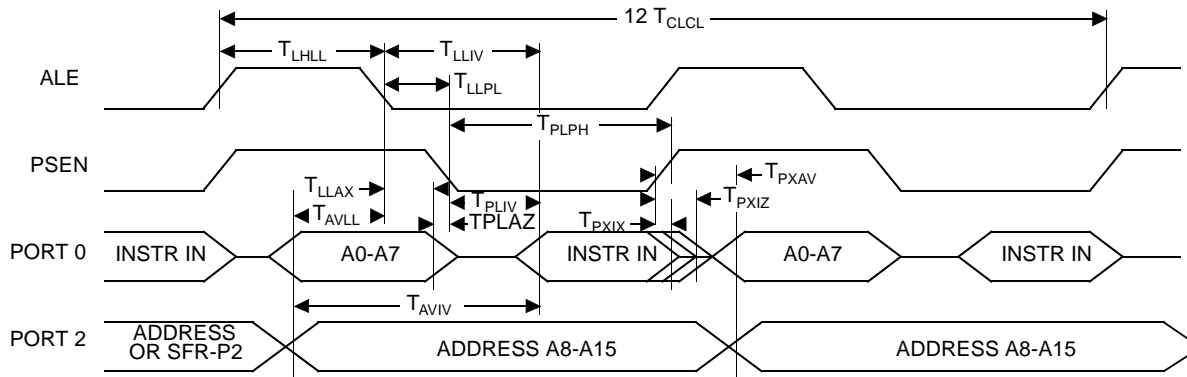 12 TCLCL
TLHLL TLLIV
ALE
TLLPL
TPLPH
PSEN
TPXAV
TLLAX
TPLIV
TPXIZ
TAVLL
TPLAZ
TPXIX
PORT 0 INSTR IN A0-A7 INSTR IN A0-A7 INSTR IN
TAVIV
PORT 2 ADDRESS OR SFR-P2 ADDRESS A8-A15 ADDRESS A8-A15